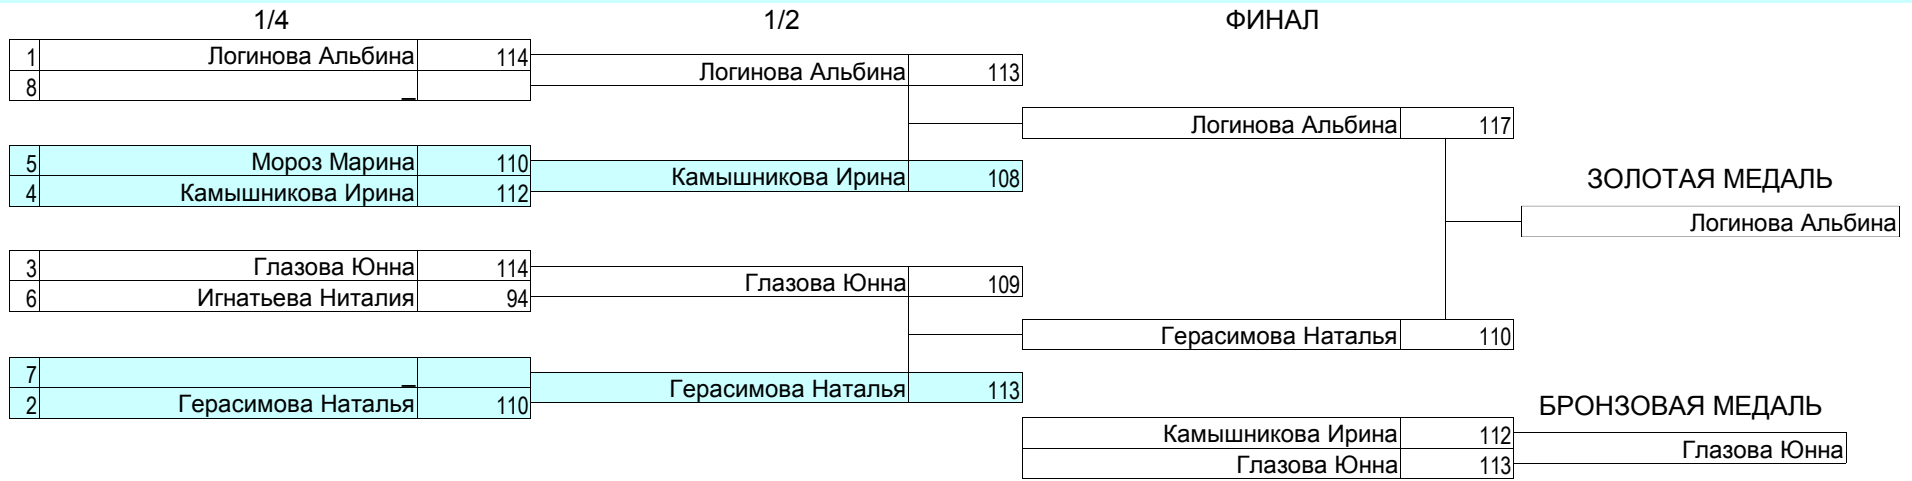 1/4 1/2 ФИНАЛ
1 Логинова Альбина 114
8 _
Логинова Альбина 113
Логинова Альбина 117
5 Мороз Марина 110
4 Камышникова Ирина 112
Камышникова Ирина 108
ЗОЛОТАЯ МЕДАЛЬ
Логинова Альбина
3 Глазова Юнна 114
6 Игнатьева Ниталия 94
Глазова Юнна 109
Герасимова Наталья 110
7 _
2 Герасимова Наталья 110
Герасимова Наталья 113
БРОНЗОВАЯ МЕДАЛЬ
Камышникова Ирина 112
Глазова Юнна 113
Глазова Юнна